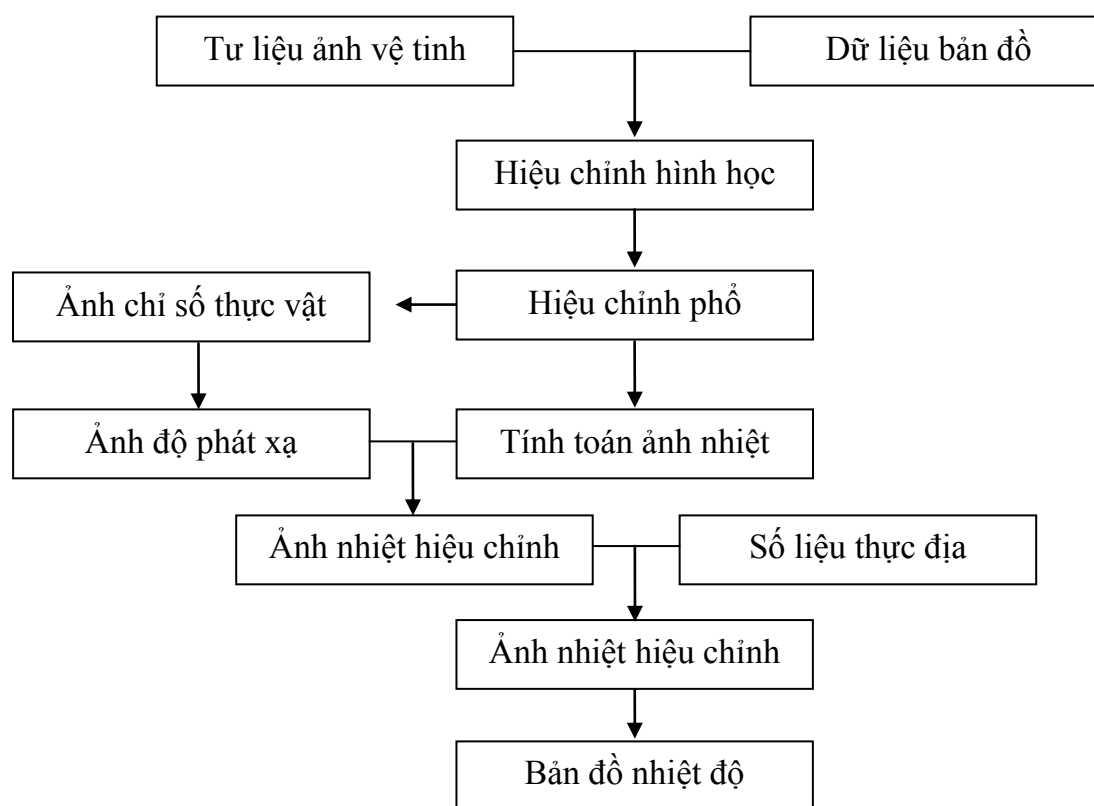 Tư liệu ảnh vệ tinh
Dữ liệu bản đồ
Hiệu chỉnh hình học
Ảnh chỉ số thực vật
Hiệu chỉnh phổ
Ảnh độ phát xạ
Tính toán ảnh nhiệt
Ảnh nhiệt hiệu chỉnh
Số liệu thực địa
Ảnh nhiệt hiệu chỉnh
Bản đồ nhiệt độ